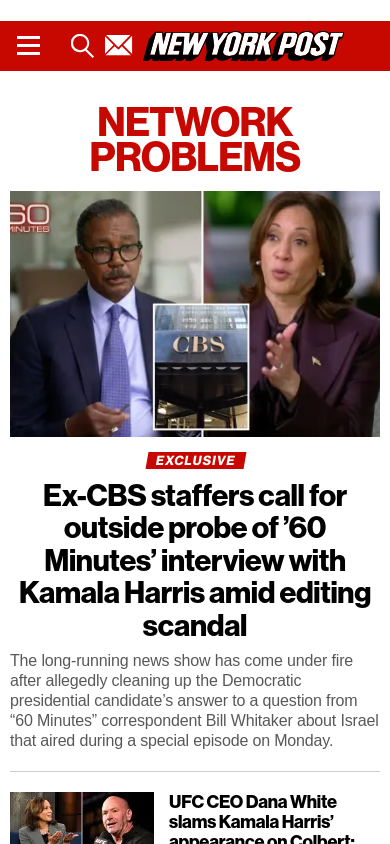 NEW YORK POST
NETWORK
PROBLEMS
60
MINUTES
CBS
EXCLUSIVE
Ex-CBS staffers call for
outside probe of ’60
Minutes’ interview with
Kamala Harris amid editing
scandal
The long-running news show has come under fire
after allegedly cleaning up the Democratic
presidential candidate’s answer to a question from
“60 Minutes” correspondent Bill Whitaker about Israel
that aired during a special episode on Monday.
UFC CEO Dana White
slams Kamala Harris’
appearance on Colbert: